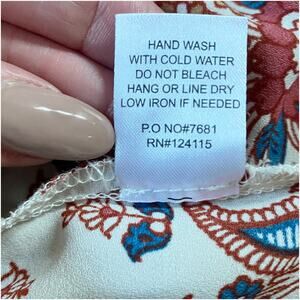 HAND WASH
WITH COLD WATER
DO NOT BLEACH
HANG OR LINE DRY
LOW IRON IF NEEDED
P.O NO#7681
RN#124115